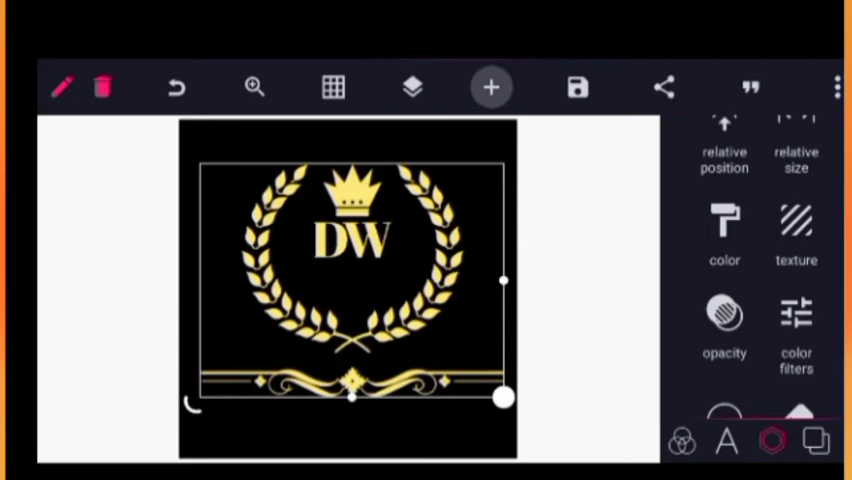 DW
relative position
relative size
color
texture
opacity
color filters
A